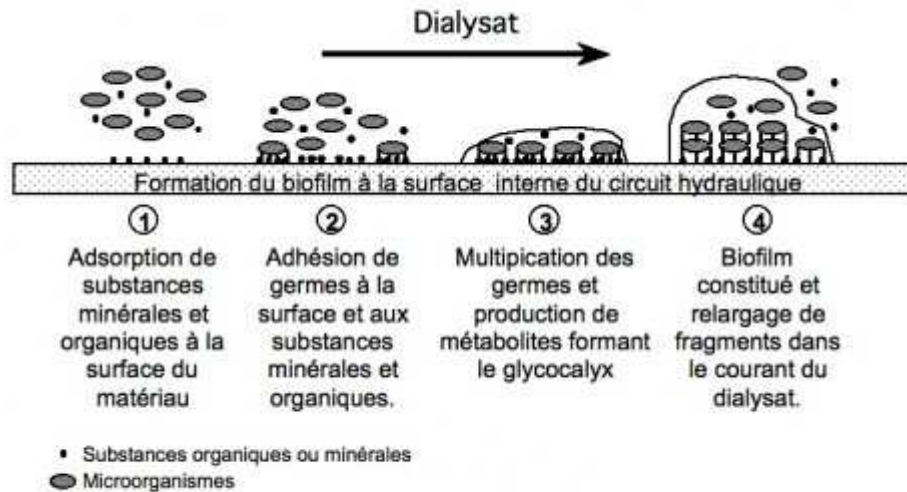 Dialysat
Formation du biofilm à la surface interne du circuit hydraulique
1
Adsorption de
substances
minérales et
organiques à la
surface du
matériau
2
Adhésion de
germes à la
surface et aux
substances
minérales et
organiques.
3
Multipication des
germes et
production de
métabolites formant
le glycocalyx
4
Biofilm
constitué et
relargage de
fragments dans
le courant du
dialysat.
Substances organiques ou minérales
Microorganismes